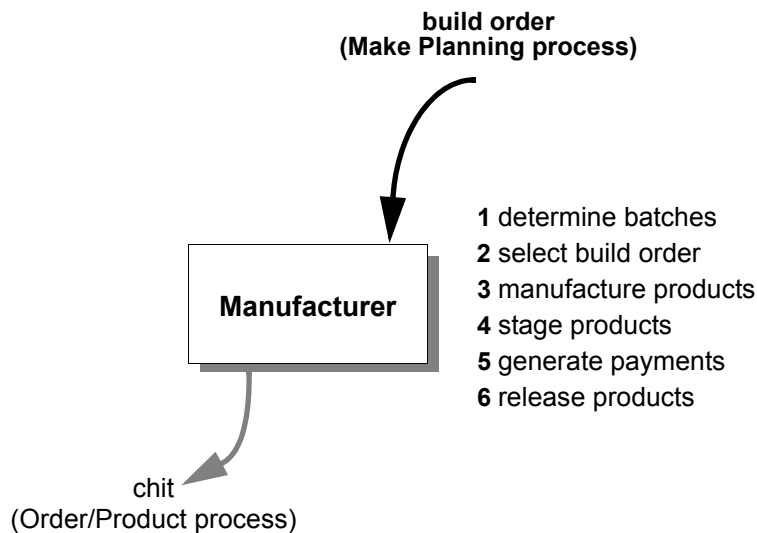 build order
(Make Planning process)
1 determine batches
2 select build order
3 manufacture products
4 stage products
5 generate payments
6 release products
Manufacturer
chit
(Order/Product process)